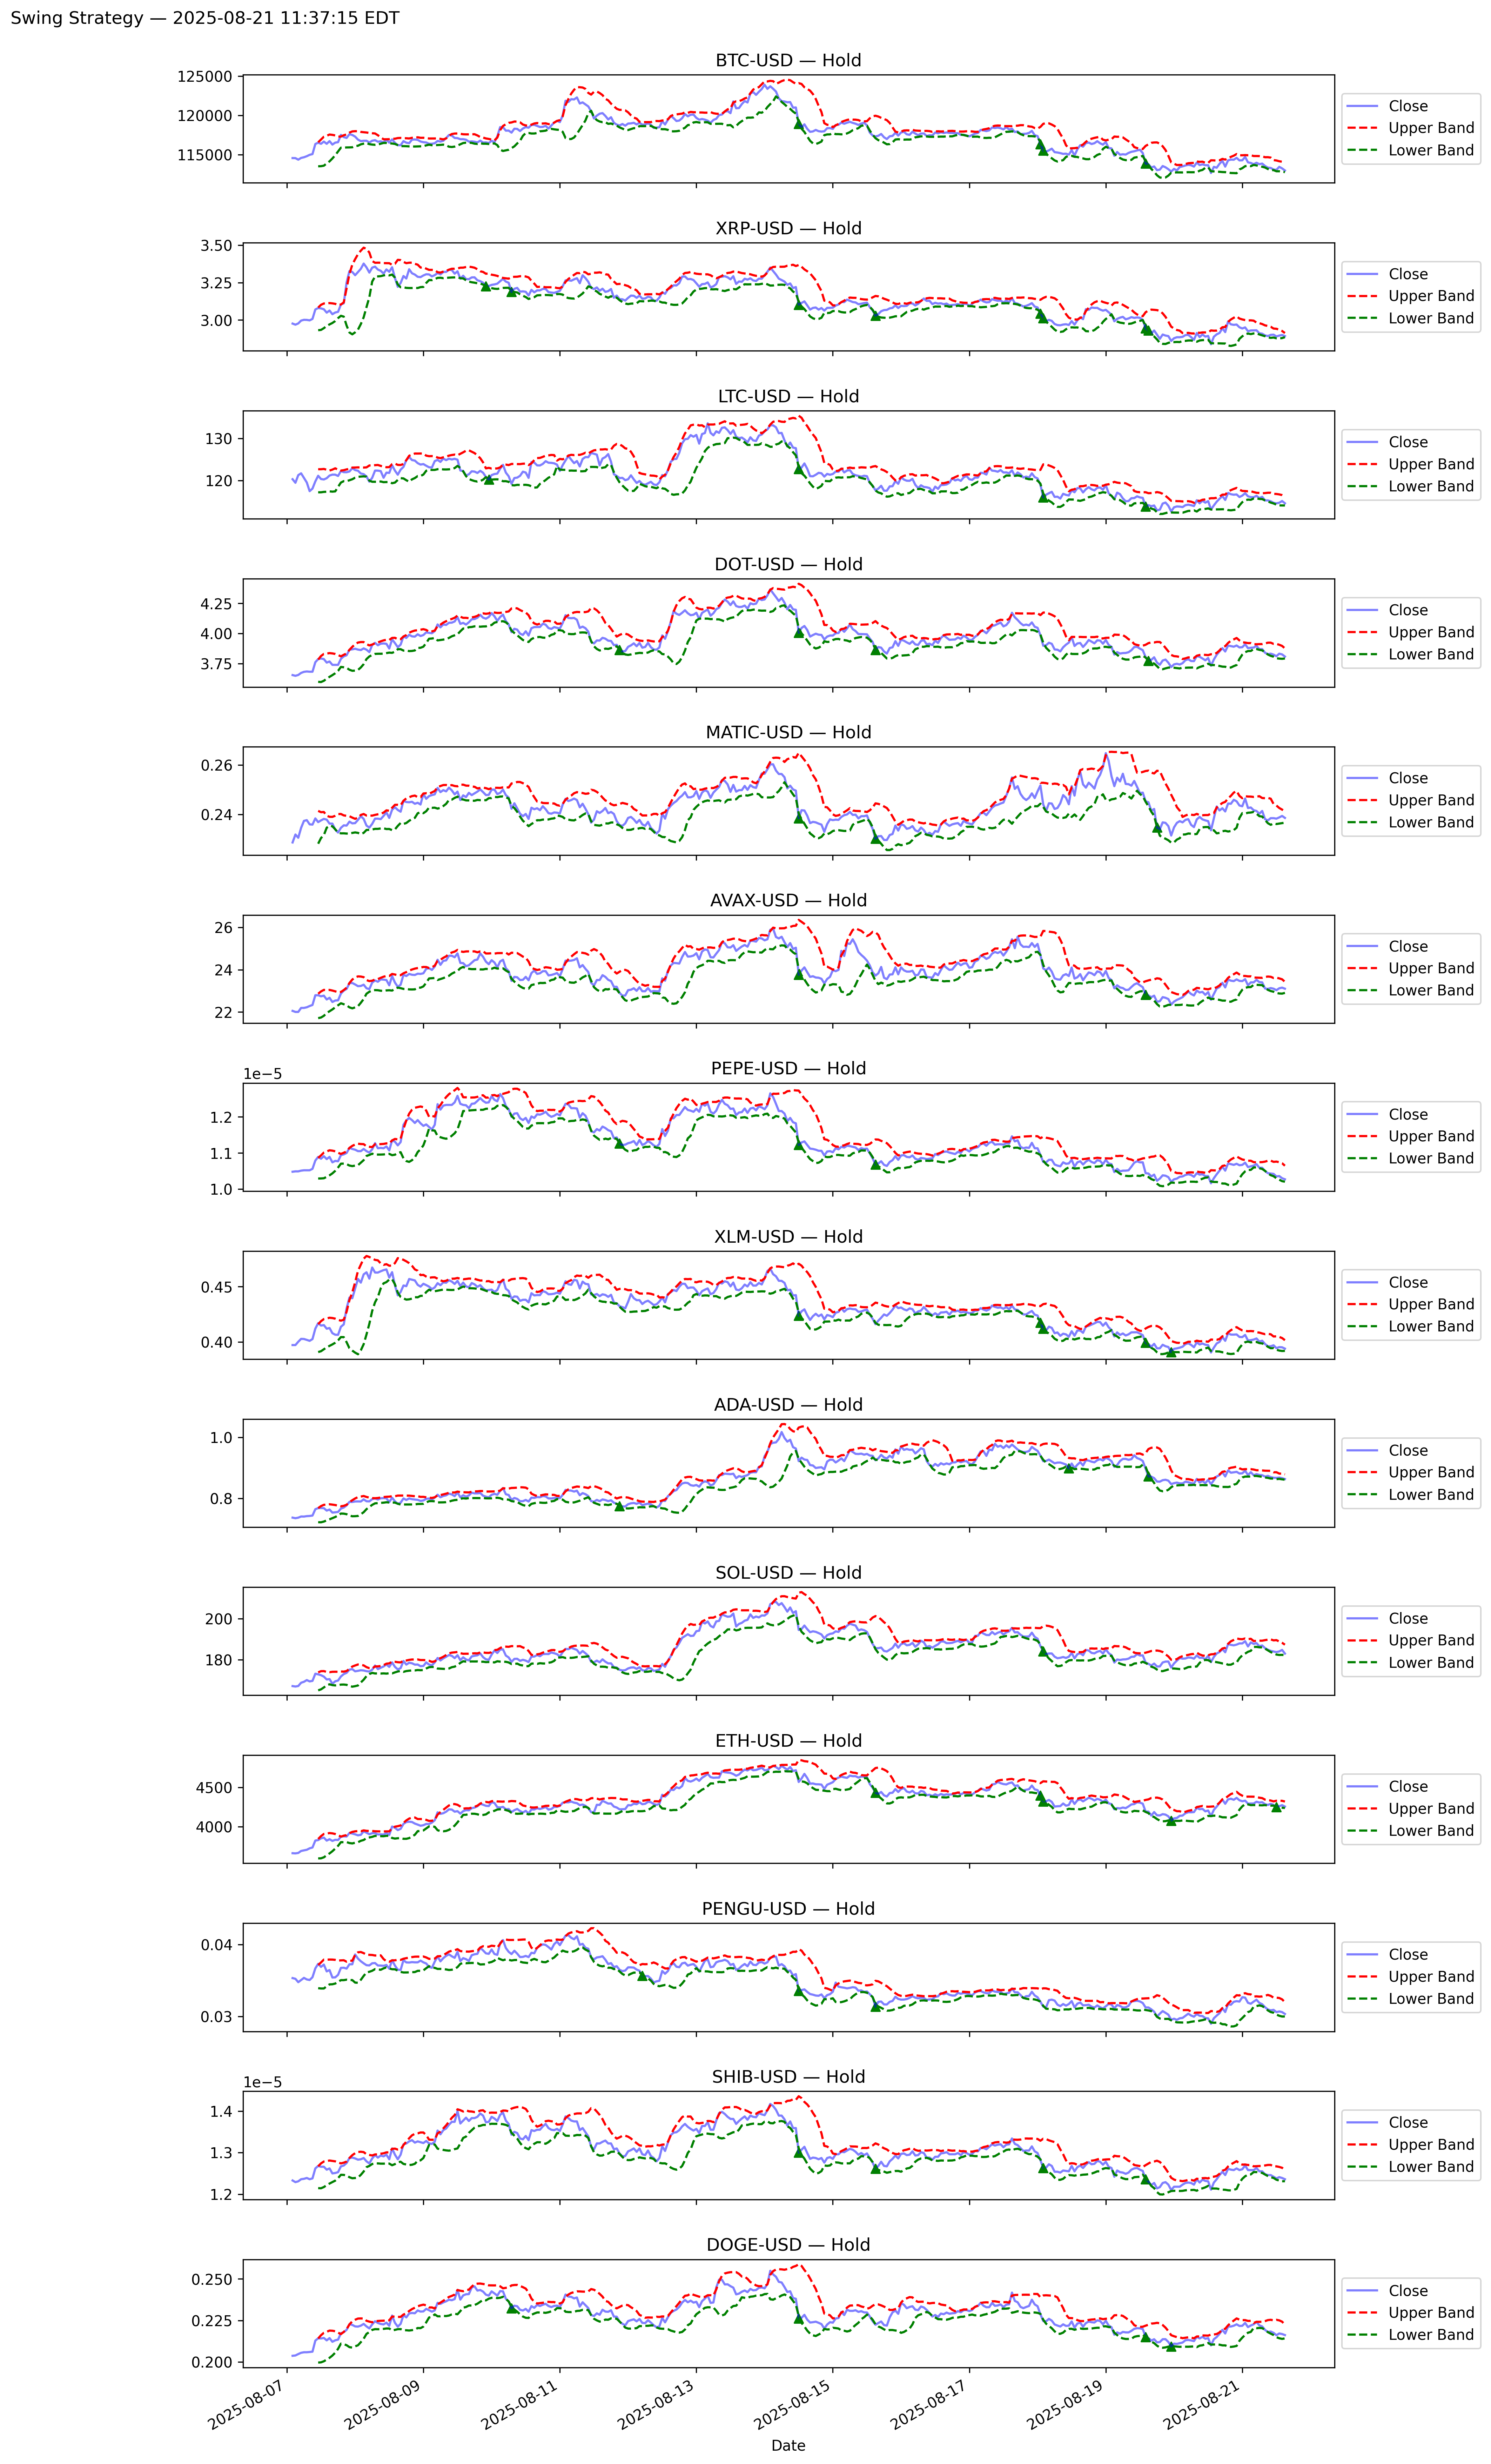 Swing Strategy — 2025-08-21 11:37:15 EDT
BTC-USD — Hold
125000
120000
115000
Close
Upper Band
Lower Band
XRP-USD — Hold
3.50
3.25
3.00
Close
Upper Band
Lower Band
LTC-USD — Hold
130
120
Close
Upper Band
Lower Band
DOT-USD — Hold
4.25
4.00
3.75
Close
Upper Band
Lower Band
MATIC-USD — Hold
0.26
0.24
Close
Upper Band
Lower Band
AVAX-USD — Hold
26
24
22
Close
Upper Band
Lower Band
PEPE-USD — Hold
1e−5
1.2
1.1
1.0
Close
Upper Band
Lower Band
XLM-USD — Hold
0.45
0.40
Close
Upper Band
Lower Band
ADA-USD — Hold
1.0
0.8
Close
Upper Band
Lower Band
SOL-USD — Hold
200
180
Close
Upper Band
Lower Band
ETH-USD — Hold
4500
4000
Close
Upper Band
Lower Band
PENGU-USD — Hold
0.04
0.03
Close
Upper Band
Lower Band
SHIB-USD — Hold
1e−5
1.4
1.3
1.2
Close
Upper Band
Lower Band
DOGE-USD — Hold
0.250
0.225
0.200
Close
Upper Band
Lower Band
2025-08-07
2025-08-09
2025-08-11
2025-08-13
2025-08-15
2025-08-17
2025-08-19
2025-08-21
Date